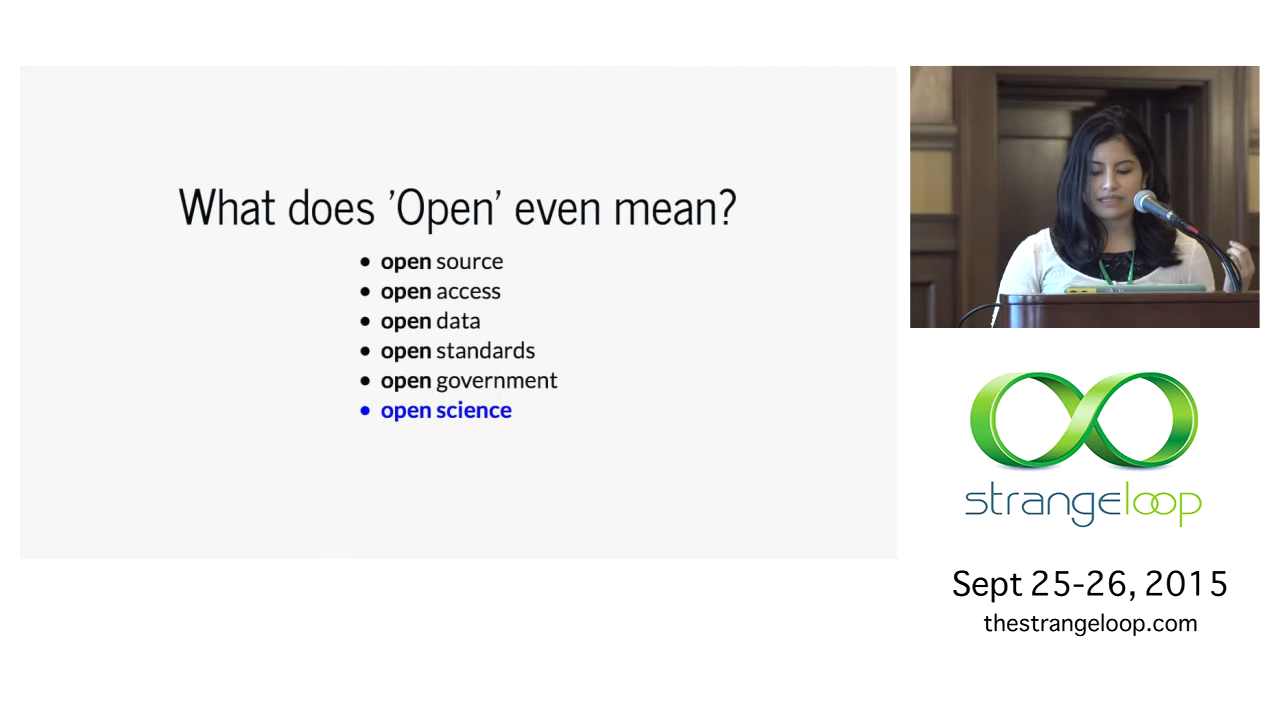 What does 'Open' even mean?
• open source
• open access
• open data
• open standards
• open government
• open science
strangeloop
Sept 25-26, 2015
thestrangeloop.com